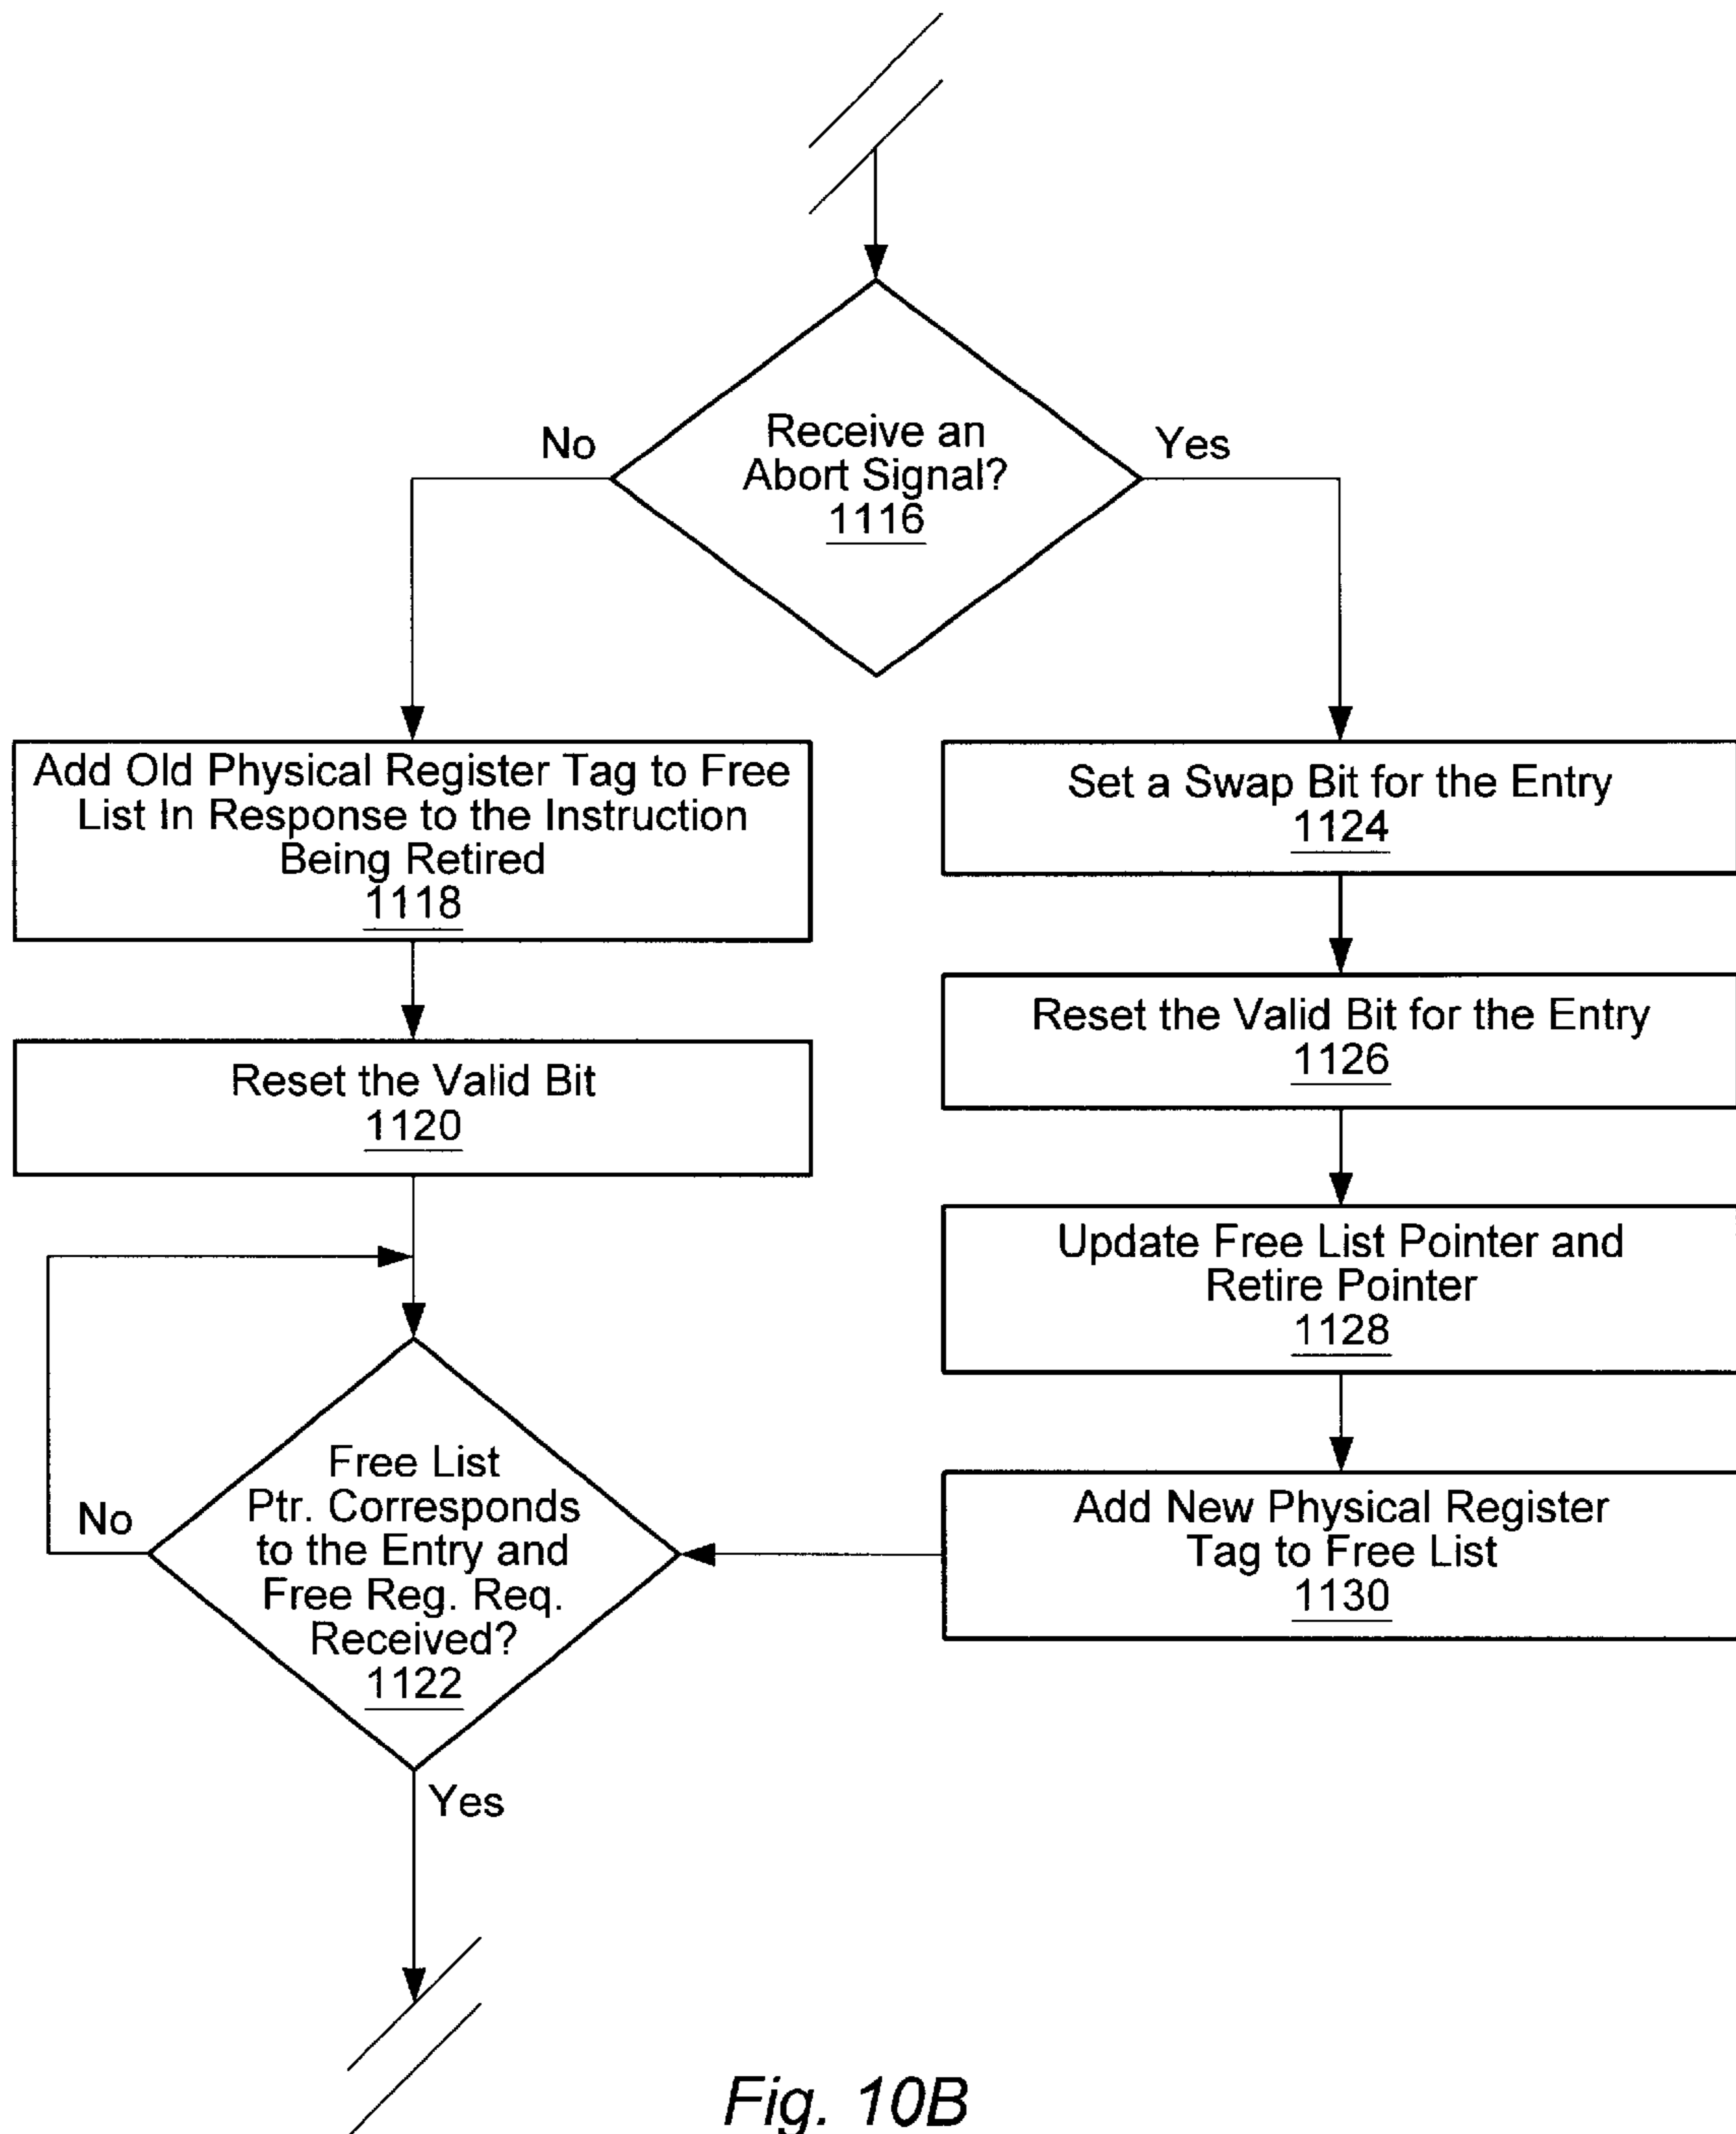 Receive an
Abort Signal?
1116
No
Yes
Add Old Physical Register Tag to Free
List In Response to the Instruction
Being Retired
1118
Reset the Valid Bit
1120
Set a Swap Bit for the Entry
1124
Reset the Valid Bit for the Entry
1126
Update Free List Pointer and
Retire Pointer
1128
Add New Physical Register
Tag to Free List
1130
Free List
Ptr. Corresponds
to the Entry and
Free Reg. Req.
Received?
1122
No
Yes
Fig. 10B